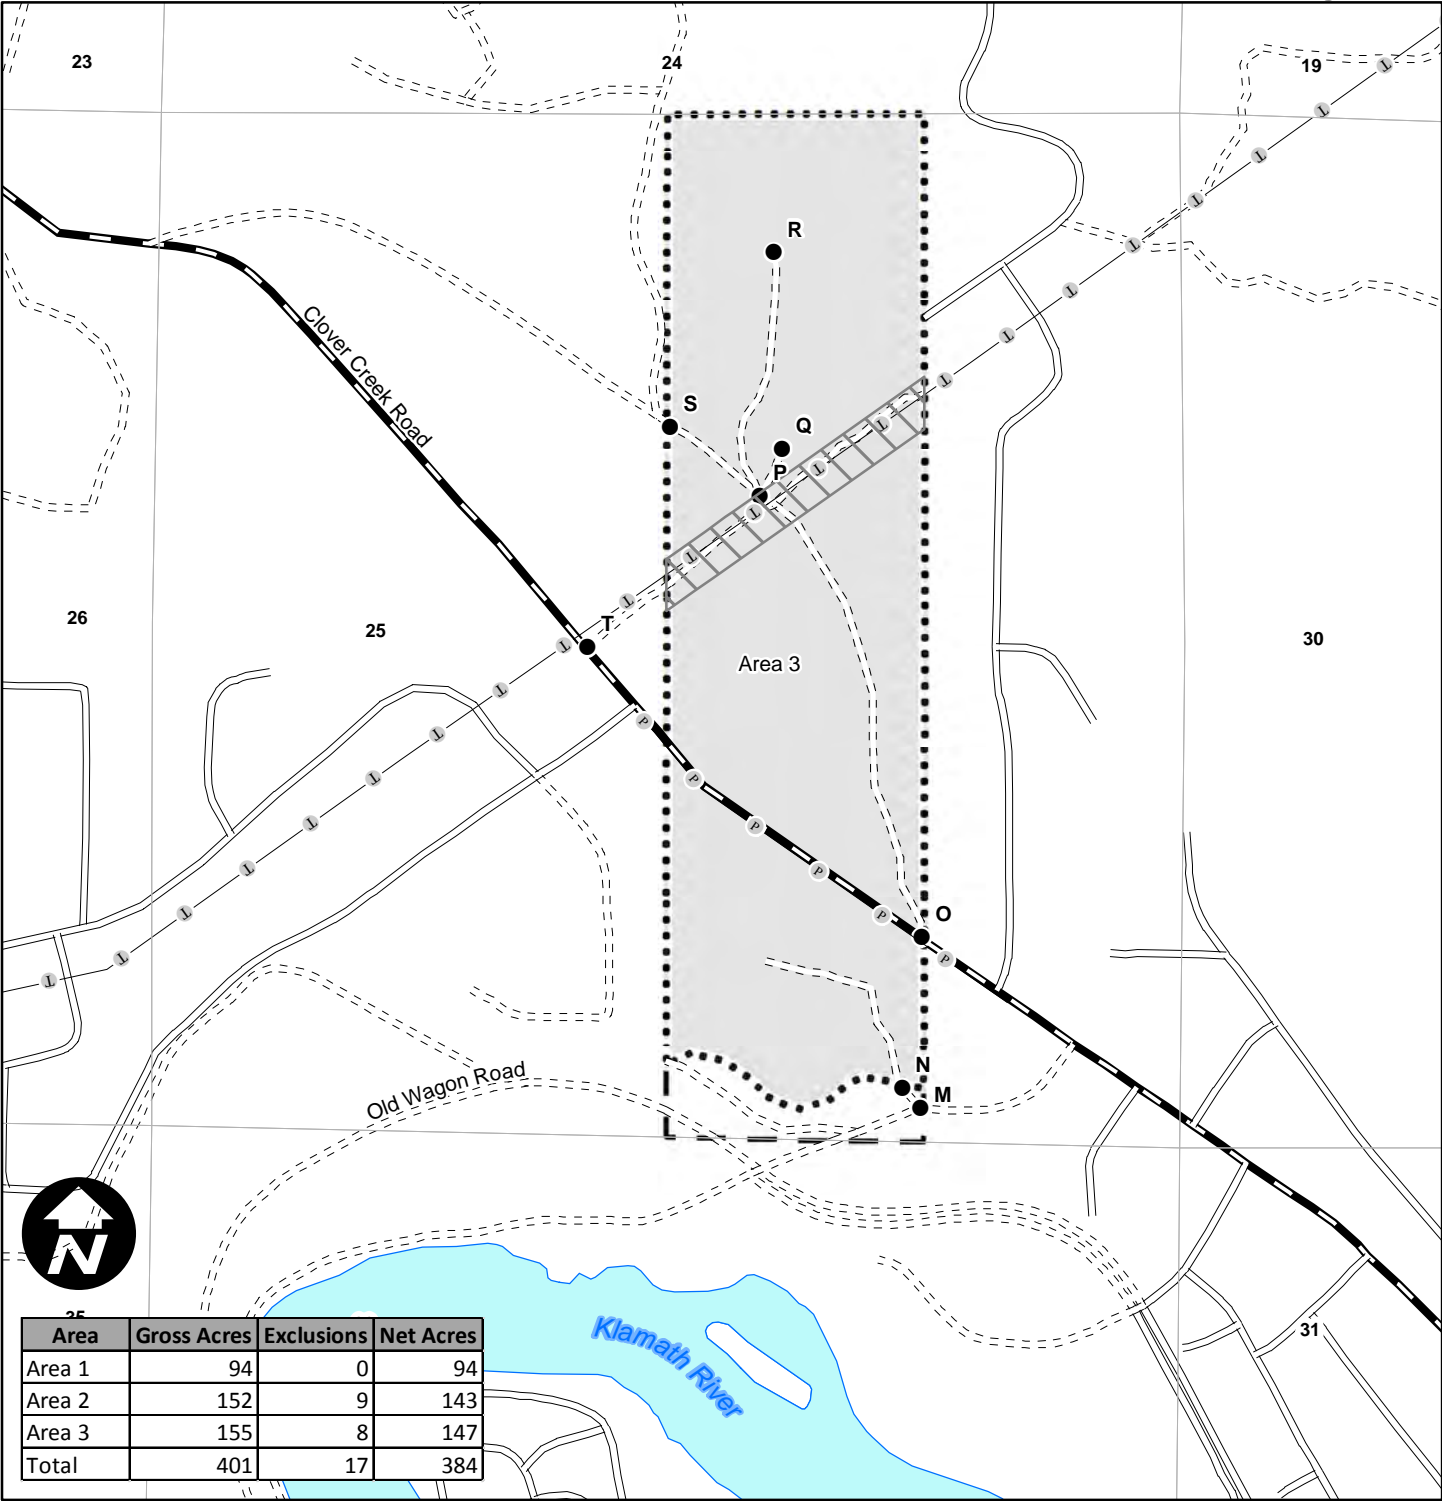 23
24
19
R
Clover Creek Road
S
Q
P
T
26
25
30
Area 3
O
N
M
Old Wagon Road
N
35
31
Klamath River
Area Gross Acres Exclusions Net Acres
Area 1 94 0 94
Area 2 152 9 143
Area 3 155 8 147
Total 401 17 384
T T T T T T T T T T T T T T T T T T T T T T
P P P P P P